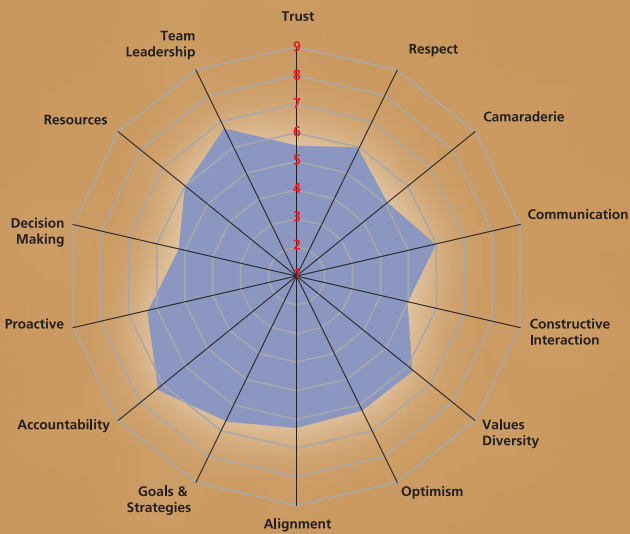 Trust
Team
Leadership
Respect
9
8
7
6
5
4
3
2
Resources
Camaraderie
Decision
Making
Communication
Proactive
Constructive
Interaction
Accountability
Values
Diversity
Goals &
Strategies
Optimism
Alignment